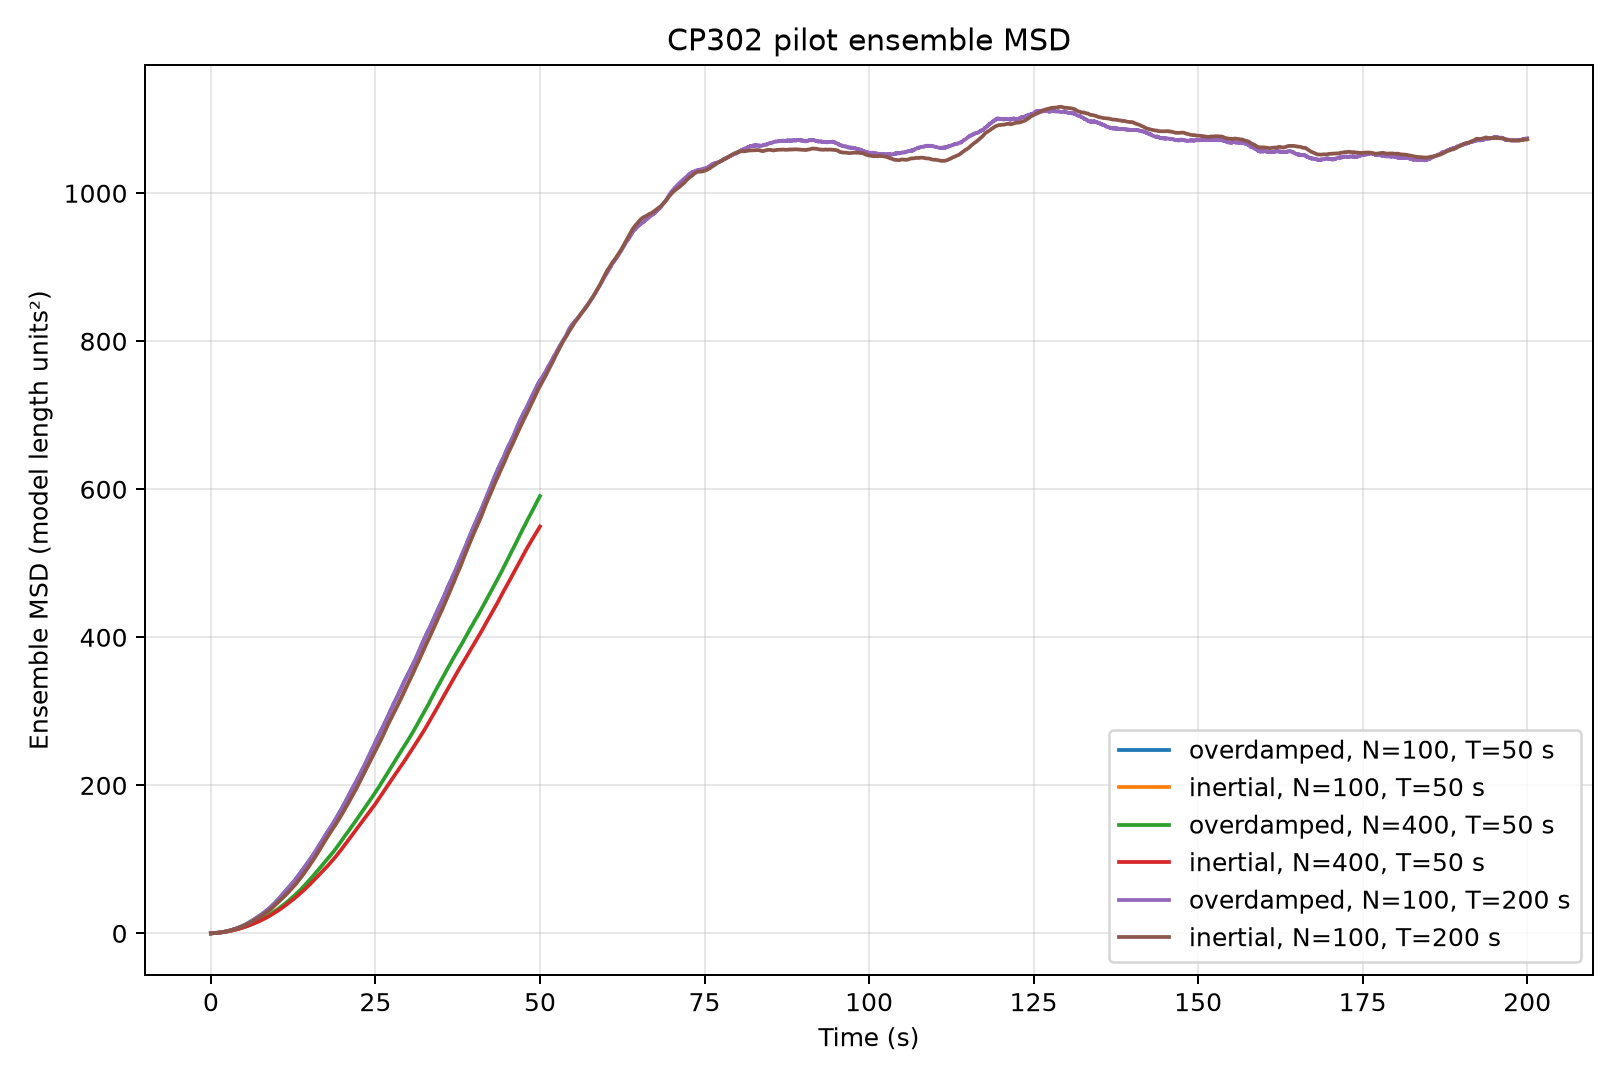 CP302 pilot ensemble MSD
Ensemble MSD (model length units²)
1000
800
600
400
200
0
overdamped, N=100, T=50 s
inertial, N=100, T=50 s
overdamped, N=400, T=50 s
inertial, N=400, T=50 s
overdamped, N=100, T=200 s
inertial, N=100, T=200 s
0 25 50 75 100 125 150 175 200
Time (s)